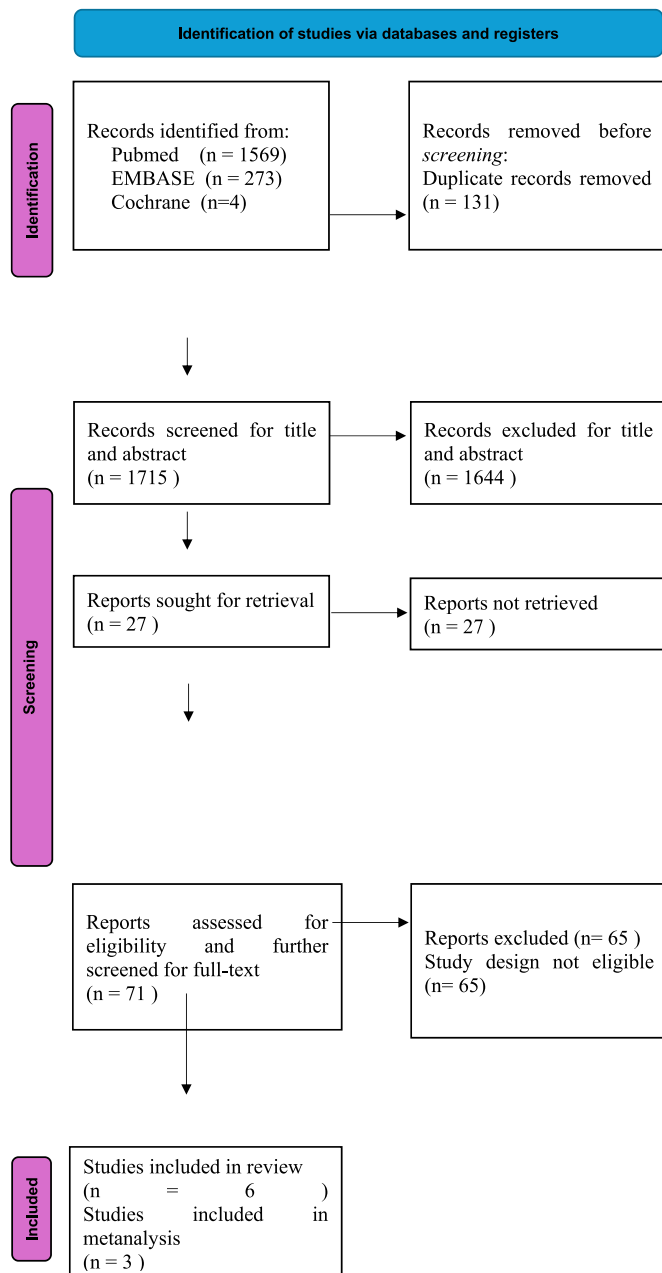 Identification of studies via databases and registers
Identification
Records identified from:
Pubmed (n = 1569)
EMBASE (n = 273)
Cochrane (n=4)
Records removed before
screening:
Duplicate records removed
(n = 131)
Screening
Records screened for title
and abstract
(n = 1715 )
Records excluded for title
and abstract
(n = 1644 )
Reports sought for retrieval
(n = 27 )
Reports not retrieved
(n = 27 )
Reports assessed for
eligibility and further
screened for full-text
(n = 71 )
Reports excluded (n= 65 )
Study design not eligible
(n= 65)
Included
Studies included in review
(n = 6 )
Studies included in
metanalysis
(n = 3 )